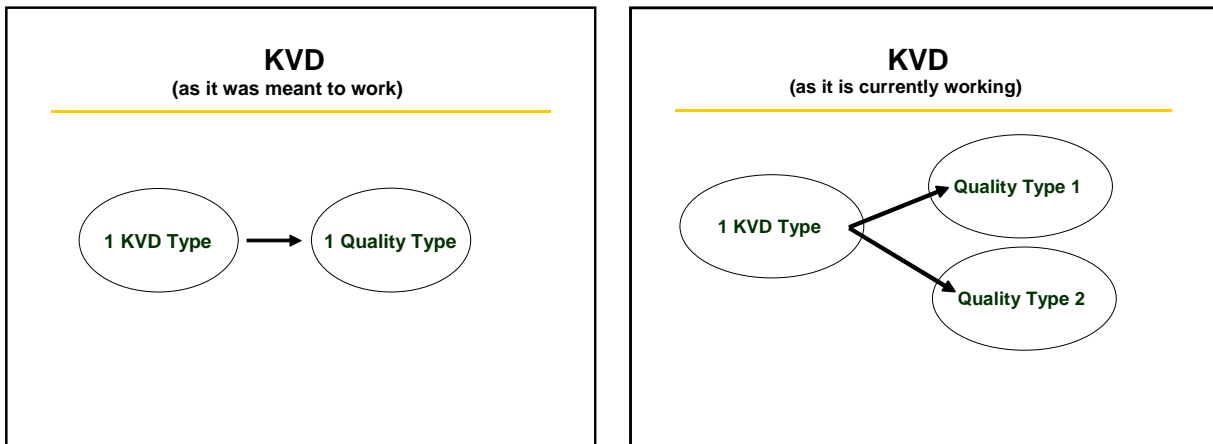 KVD
(as it was meant to work)
1 KVD Type
1 Quality Type
KVD
(as it is currently working)
Quality Type 1
1 KVD Type
Quality Type 2